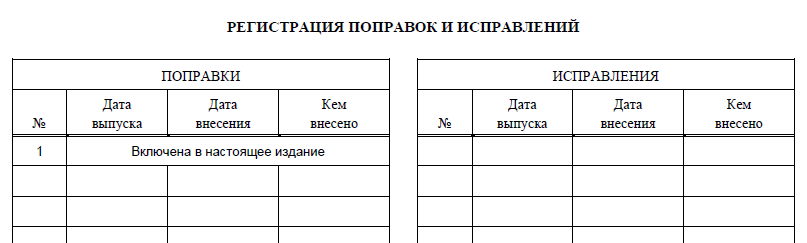 РЕГИСТРАЦИЯ ПОПРАВОК И ИСПРАВЛЕНИЙ
ПОПРАВКИ
№
Дата
выпуска
Дата
внесения
Кем
внесено
1
Включена в настоящее издание
ИСПРАВЛЕНИЯ
№
Дата
выпуска
Дата
внесения
Кем
внесено